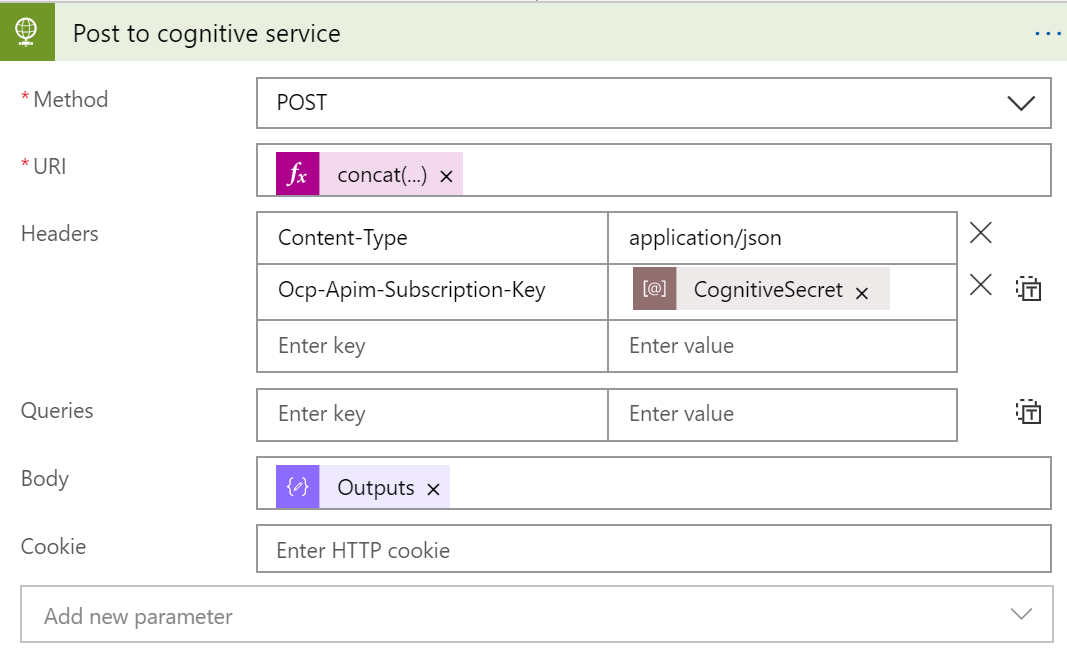 Post to cognitive service ...
* Method
POST
* URI
fx concat(...) ×
Headers
Content-Type application/json
Ocp-Apim-Subscription-Key [@] CognitiveSecret ×
Enter key Enter value
Queries
Enter key Enter value
Body
Outputs ×
Cookie
Enter HTTP cookie
Add new parameter